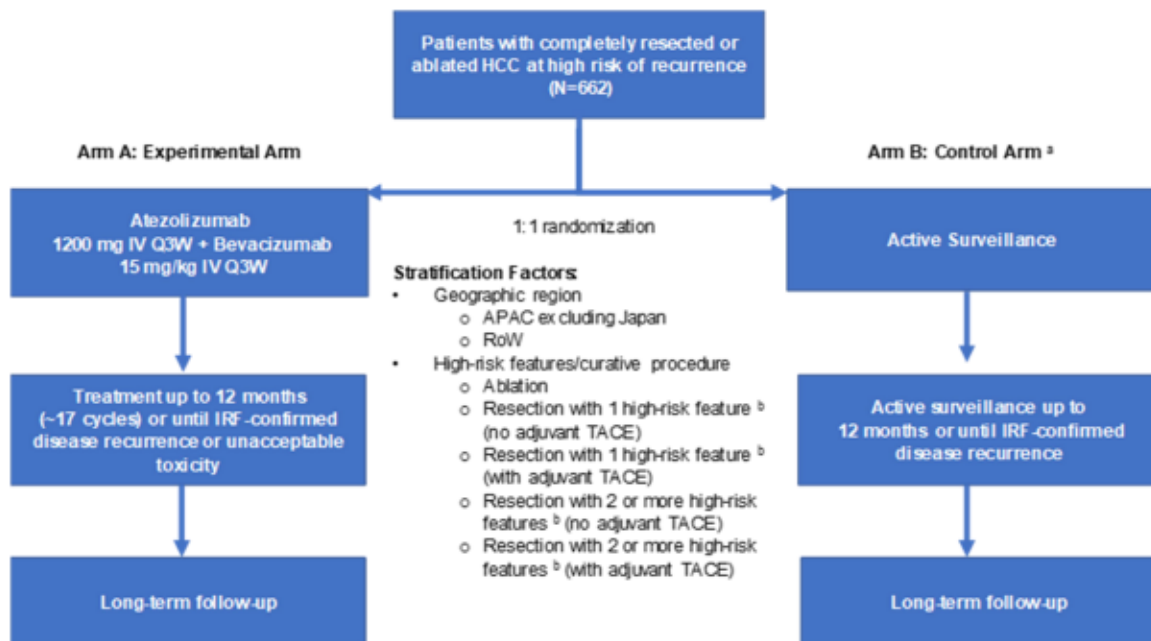 Patients with completely resected or
ablated HCC at high risk of recurrence
(N=662)
Arm A: Experimental Arm
Arm B: Control Arm ᵃ
Atezolizumab
1200 mg IV Q3W + Bevacizumab
15 mg/kg IV Q3W
1:1 randomization
Active Surveillance
Stratification Factors:
• Geographic region
o APAC excluding Japan
o RoW
• High-risk features/curative procedure
o Ablation
o Resection with 1 high-risk feature ᵇ
(no adjuvant TACE)
o Resection with 1 high-risk feature ᵇ
(with adjuvant TACE)
o Resection with 2 or more high-risk
features ᵇ (no adjuvant TACE)
o Resection with 2 or more high-risk
features ᵇ (with adjuvant TACE)
Treatment up to 12 months
(~17 cycles) or until IRF-confirmed
disease recurrence or unacceptable
toxicity
Active surveillance up to
12 months or until IRF-confirmed
disease recurrence
Long-term follow-up
Long-term follow-up